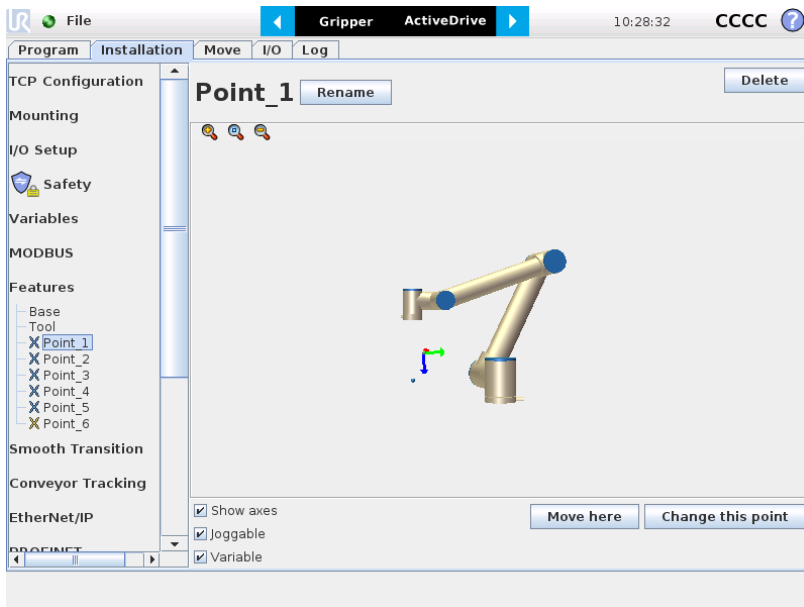 UR File Gripper ActiveDrive 10:28:32 CCCC ?
Program Installation Move I/O Log
TCP Configuration
Mounting
I/O Setup
Safety
Variables
MODBUS
Features
Base
Tool
Point_1
Point_2
Point_3
Point_4
Point_5
Point_6
Smooth Transition
Conveyor Tracking
EtherNet/IP
PROFINET
Point_1 Rename Delete
Show axes
Joggable
Variable
Move here Change this point